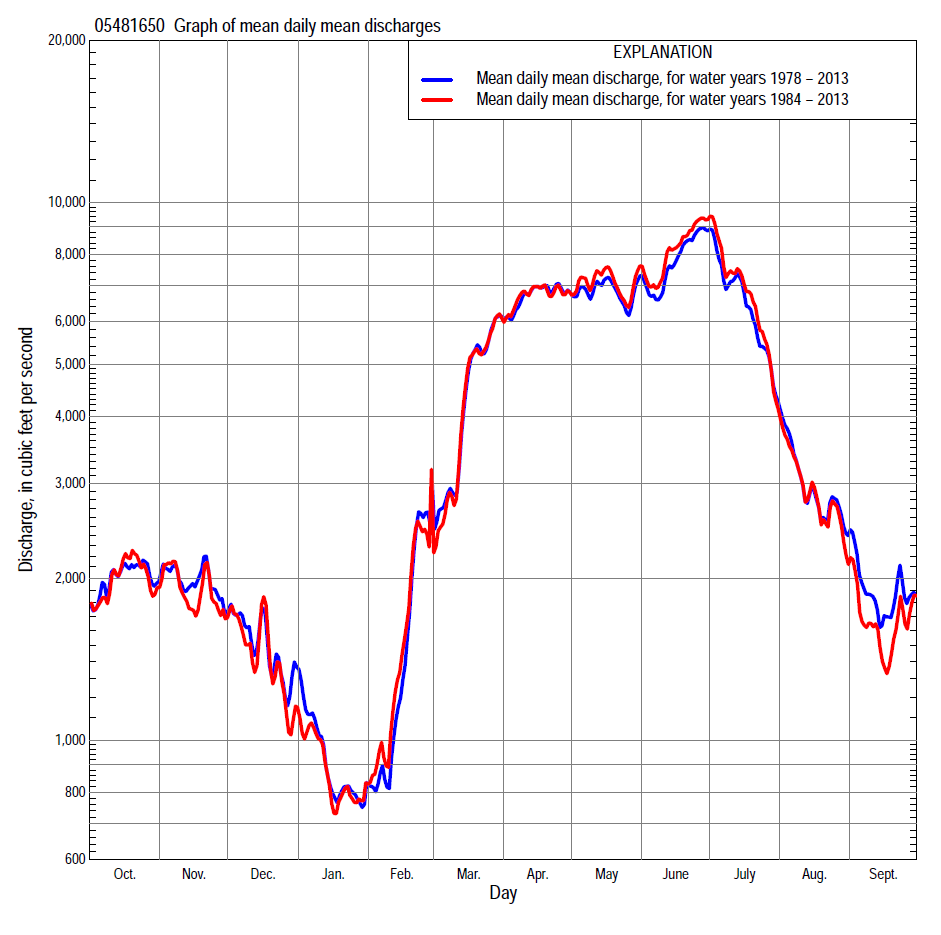 05481650 Graph of mean daily mean discharges
EXPLANATION
Mean daily mean discharge, for water years 1978 – 2013
Mean daily mean discharge, for water years 1984 – 2013
20,000
10,000
8,000
6,000
5,000
4,000
3,000
2,000
1,000
800
600
Discharge, in cubic feet per second
Oct. Nov. Dec. Jan. Feb. Mar. Apr. May June July Aug. Sept.
Day